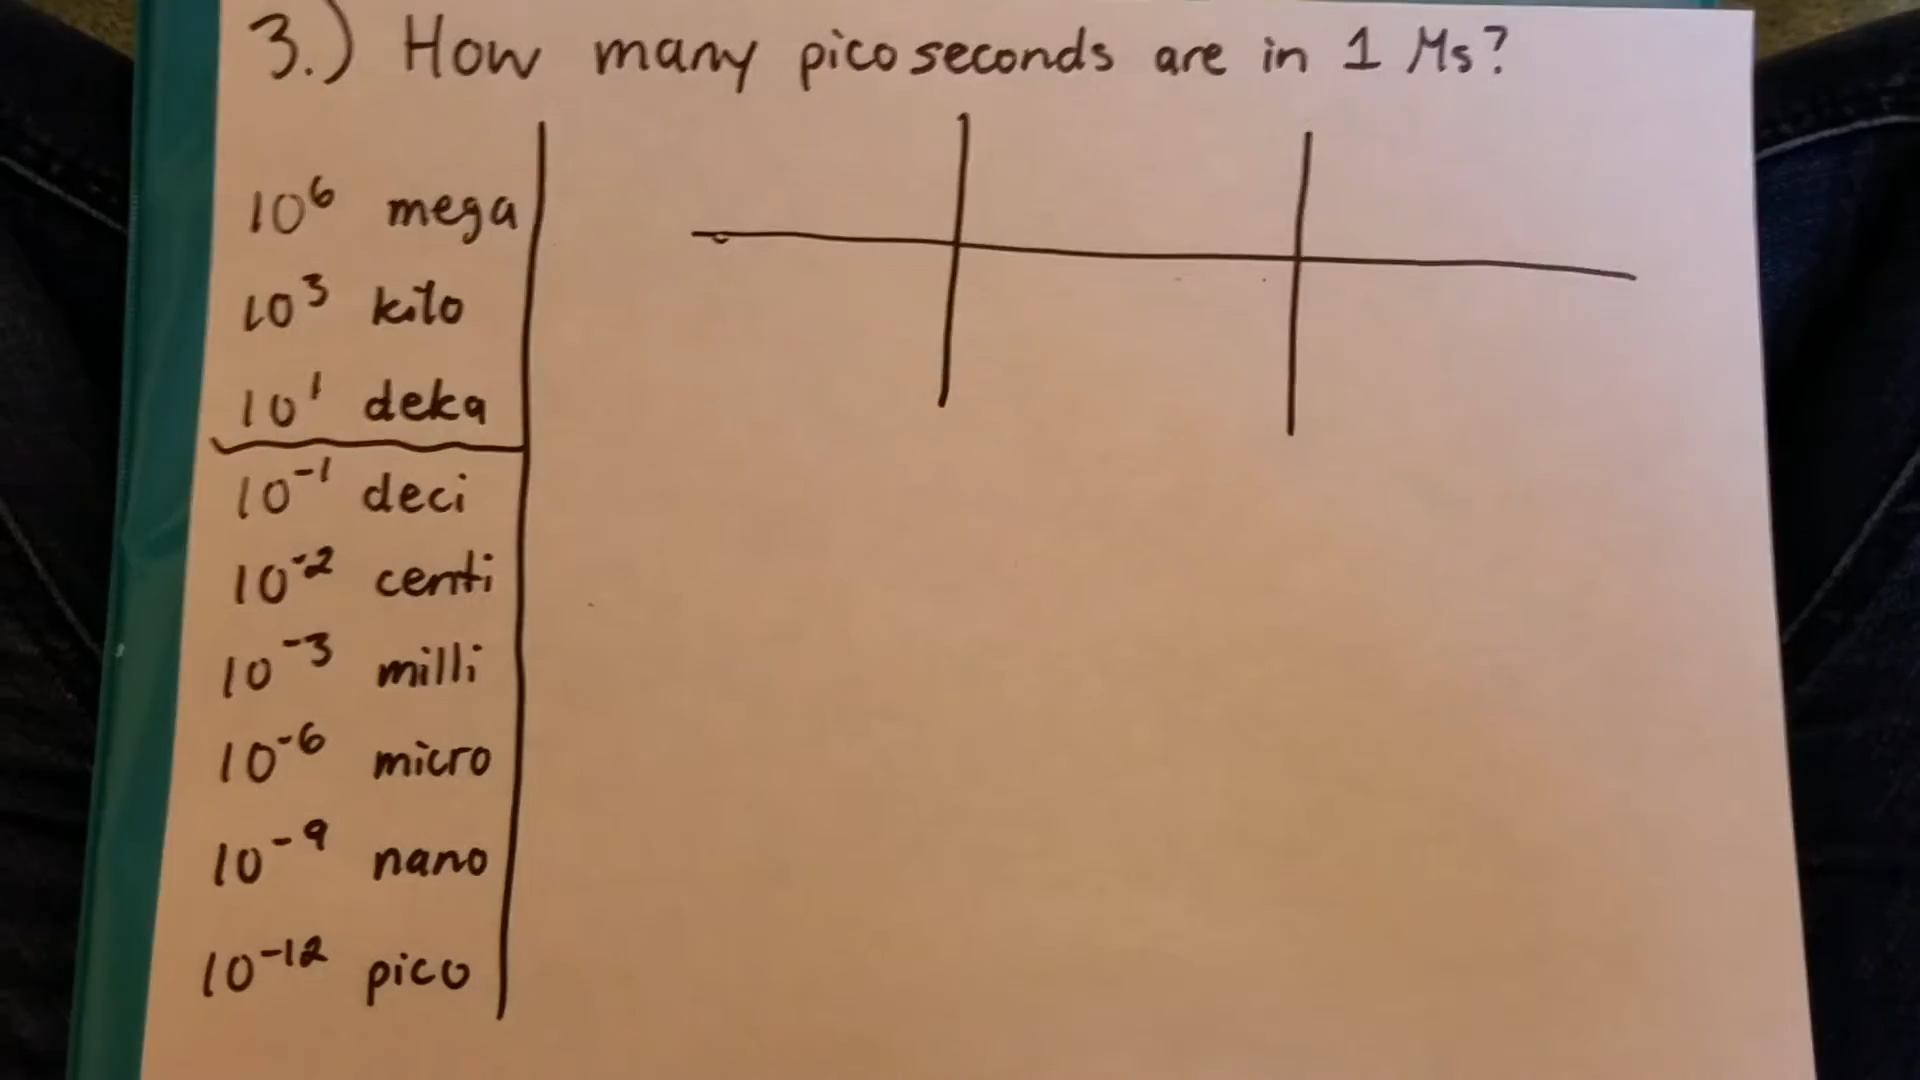 3.) How many picoseconds are in 1 Ms?
10⁶ mega
10³ kilo
10¹ deka
10⁻¹ deci
10⁻² centi
10⁻³ milli
10⁻⁶ micro
10⁻⁹ nano
10⁻¹² pico